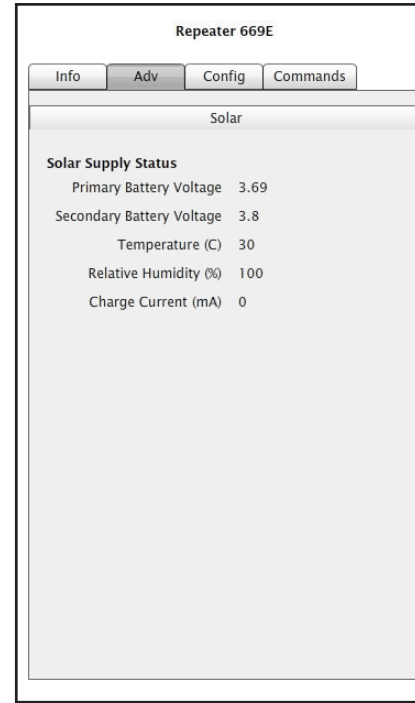 Repeater 669E
Info Adv Config Commands
Solar
Solar Supply Status
Primary Battery Voltage 3.69
Secondary Battery Voltage 3.8
Temperature (C) 30
Relative Humidity (%) 100
Charge Current (mA) 0